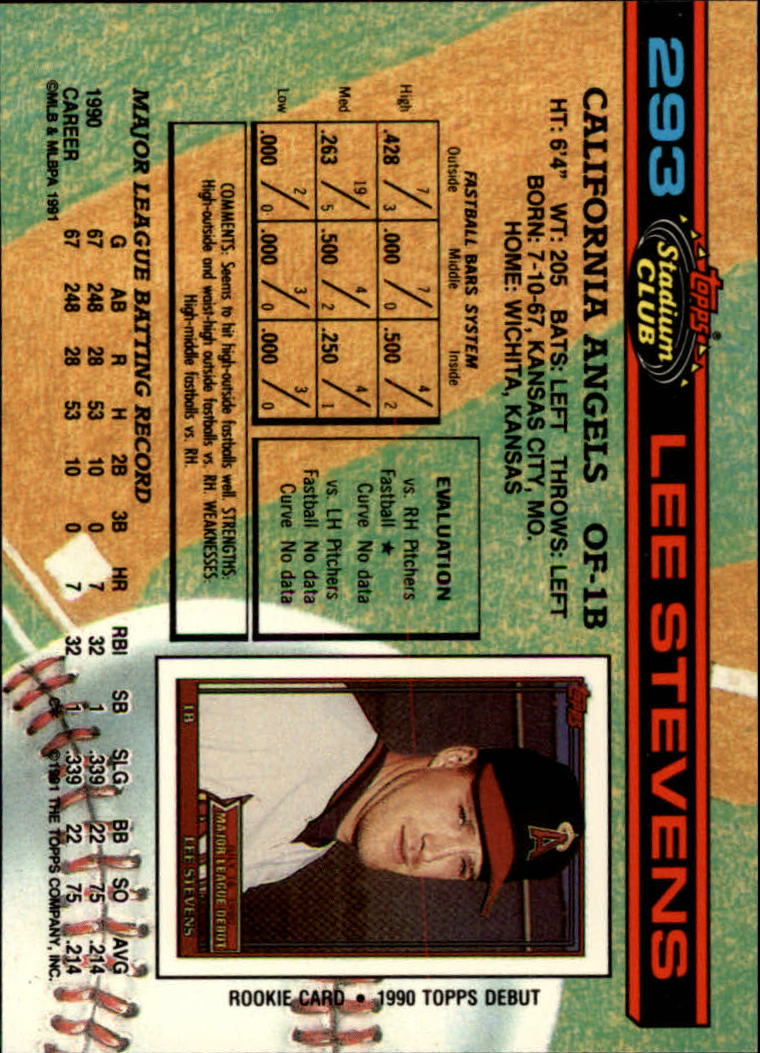 293
topps®
Stadium
CLUB
LEE STEVENS
CALIFORNIA ANGELS OF-1B
HT: 6'4" WT: 205 BATS: LEFT THROWS: LEFT
BORN: 7-10-67, KANSAS CITY, MO.
HOME: WICHITA, KANSAS
FASTBALL BARS SYSTEM
Outside Middle Inside
High .428 7/3 .000 7/0 .500 4/2
Med .263 19/5 .500 4/2 .250 4/1
Low .000 2/0 .000 3/0 .000 3/0
EVALUATION
vs. RH Pitchers
Fastball ★
Curve No data
vs. LH Pitchers
Fastball No data
Curve No data
COMMENTS: Seems to hit high-outside fastballs well. STRENGTHS:
High-outside and waist-high outside fastballs vs. RH. WEAKNESSES:
High-middle fastballs vs. RH.
MAJOR LEAGUE BATTING RECORD
G AB R H 2B 3B HR RBI SB SLG BB SO AVG
1990 67 248 28 53 10 0 7 32 1 .339 22 75 .214
CAREER 67 248 28 53 10 0 7 32 1 .339 22 75 .214
©MLB & MLBPA 1991 ©1991 THE TOPPS COMPANY, INC.
topps
MAJOR LEAGUE DEBUT
1B LEE STEVENS
ROOKIE CARD • 1990 TOPPS DEBUT